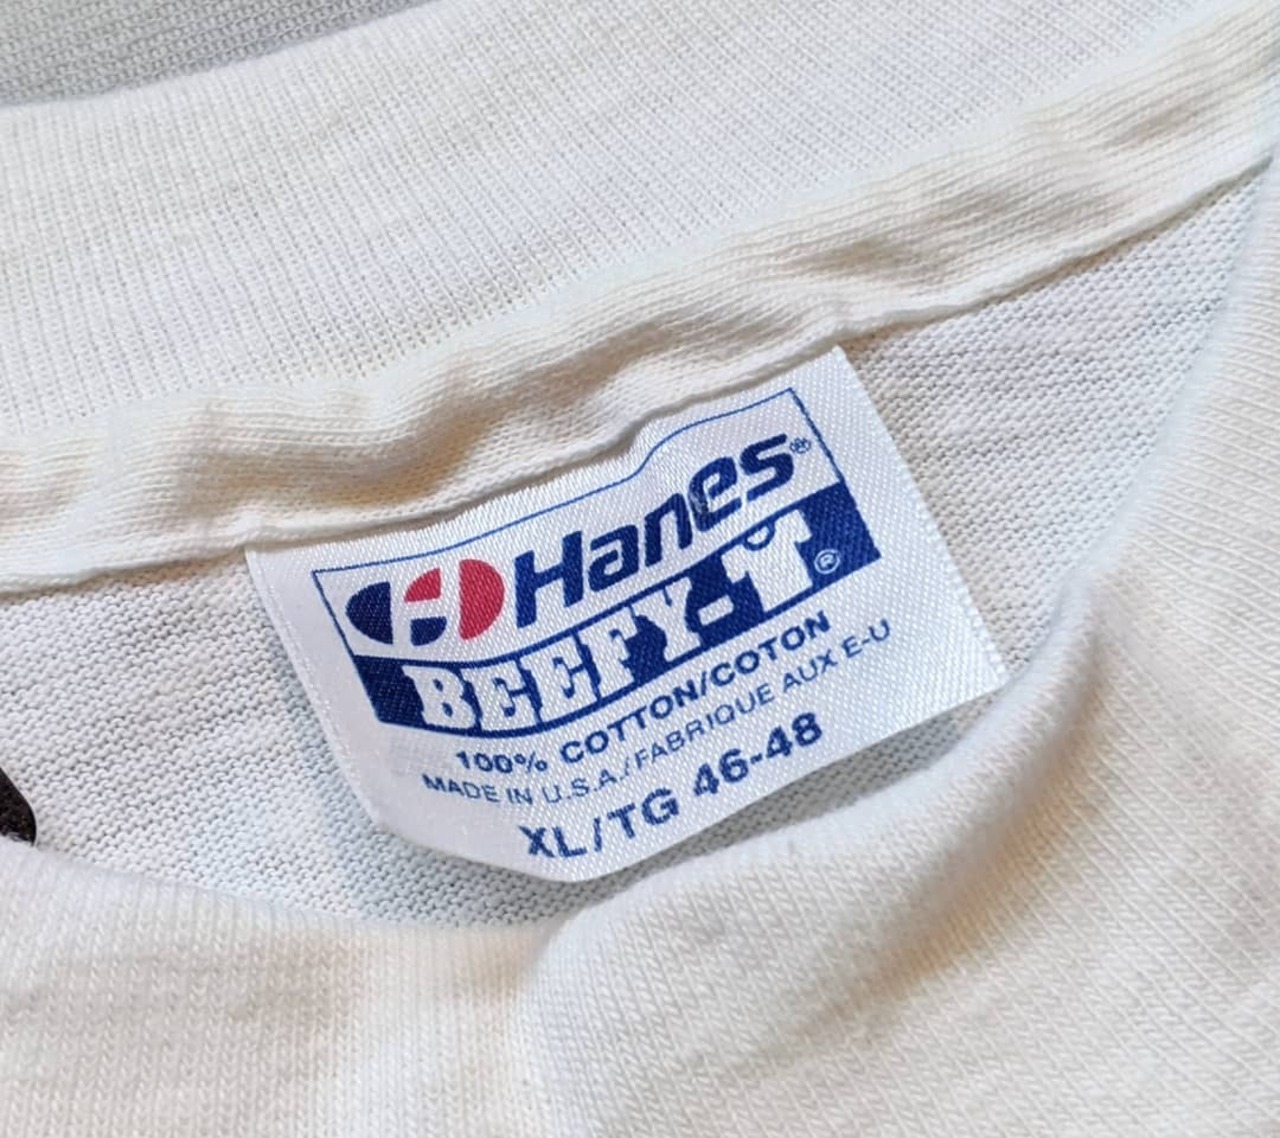 Hanes®
BEEFY-T®
100% COTTON/COTON
MADE IN U.S.A./FABRIQUE AUX E-U
XL/TG 46-48